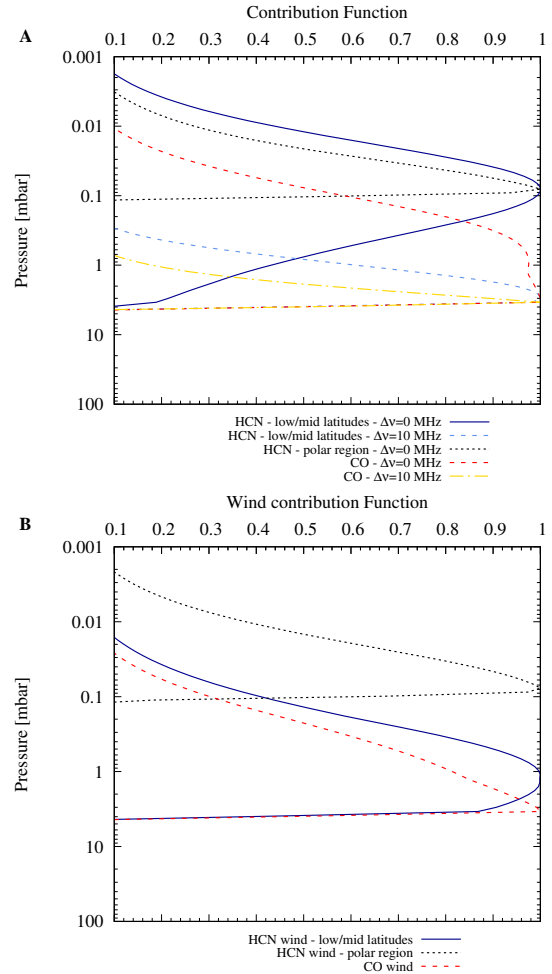 Contribution Function
A
0.1 0.2 0.3 0.4 0.5 0.6 0.7 0.8 0.9 1
0.001
0.01
0.1
1
10
100
Pressure [mbar]
HCN - low/mid latitudes - Δν=0 MHz
HCN - low/mid latitudes - Δν=10 MHz
HCN - polar region - Δν=0 MHz
CO - Δν=0 MHz
CO - Δν=10 MHz
Wind contribution Function
B
0.1 0.2 0.3 0.4 0.5 0.6 0.7 0.8 0.9 1
0.001
0.01
0.1
1
10
100
Pressure [mbar]
HCN wind - low/mid latitudes
HCN wind - polar region
CO wind